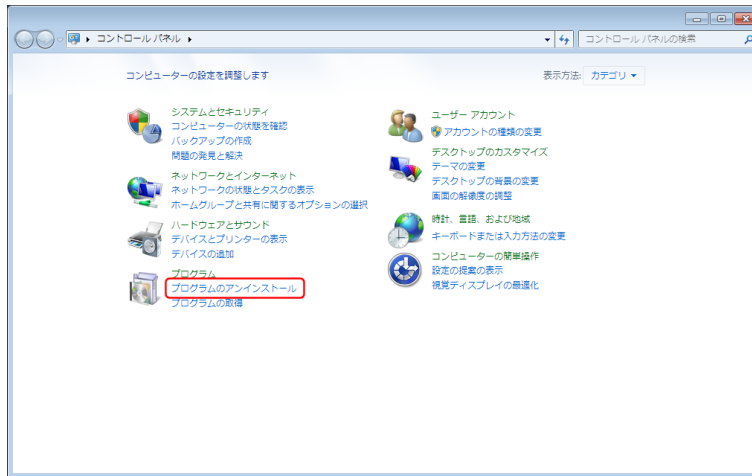 コントロール パネル
コントロール パネルの検索
コンピューターの設定を調整します
表示方法: カテゴリ
システムとセキュリティ
コンピューターの状態を確認
バックアップの作成
問題の発見と解決
ネットワークとインターネット
ネットワークの状態とタスクの表示
ホームグループと共有に関するオプションの選択
ハードウェアとサウンド
デバイスとプリンターの表示
デバイスの追加
プログラム
プログラムのアンインストール
プログラムの取得
ユーザー アカウント
アカウントの種類の変更
デスクトップのカスタマイズ
テーマの変更
デスクトップの背景の変更
画面の解像度の調整
時計、言語、および地域
キーボードまたは入力方法の変更
コンピューターの簡単操作
設定の提案の表示
視覚ディスプレイの最適化